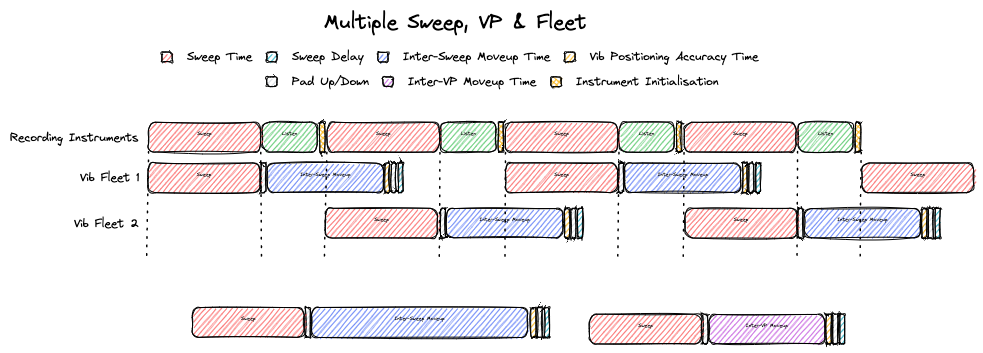 Multiple Sweep, VP & Fleet
Sweep Time Sweep Delay Inter-Sweep Moveup Time Vib Positioning Accuracy Time
Pad Up/Down Inter-VP Moveup Time Instrument Initialisation
Recording Instruments Sweep Listen Sweep Listen Sweep Listen Sweep Listen
Vib Fleet 1 Sweep Inter-Sweep Moveup Sweep Inter-Sweep Moveup Sweep
Vib Fleet 2 Sweep Inter-Sweep Moveup Sweep Inter-Sweep Moveup
Sweep Inter-Sweep Moveup
Sweep Inter-VP Moveup